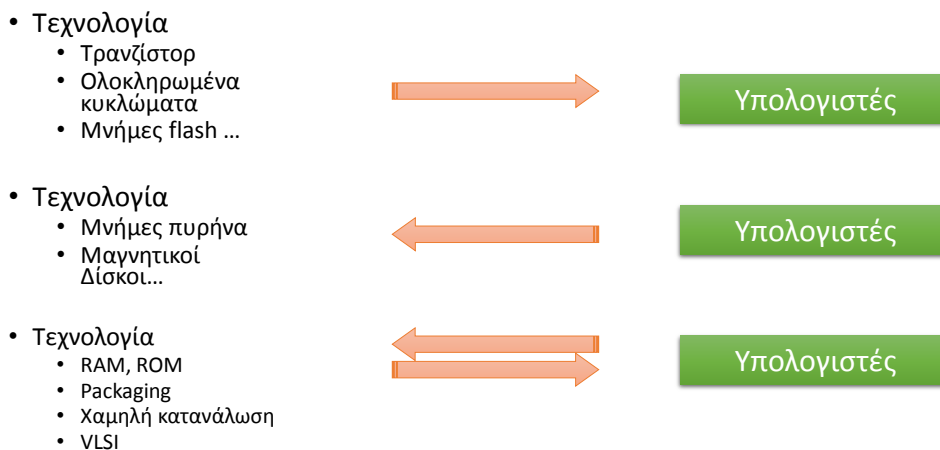 • Τεχνολογία
• Τρανζίστορ
• Ολοκληρωμένα
κυκλώματα
• Μνήμες flash ...
Υπολογιστές
• Τεχνολογία
• Μνήμες πυρήνα
• Μαγνητικοί
Δίσκοι...
Υπολογιστές
• Τεχνολογία
• RAM, ROM
• Packaging
• Χαμηλή κατανάλωση
• VLSI
Υπολογιστές